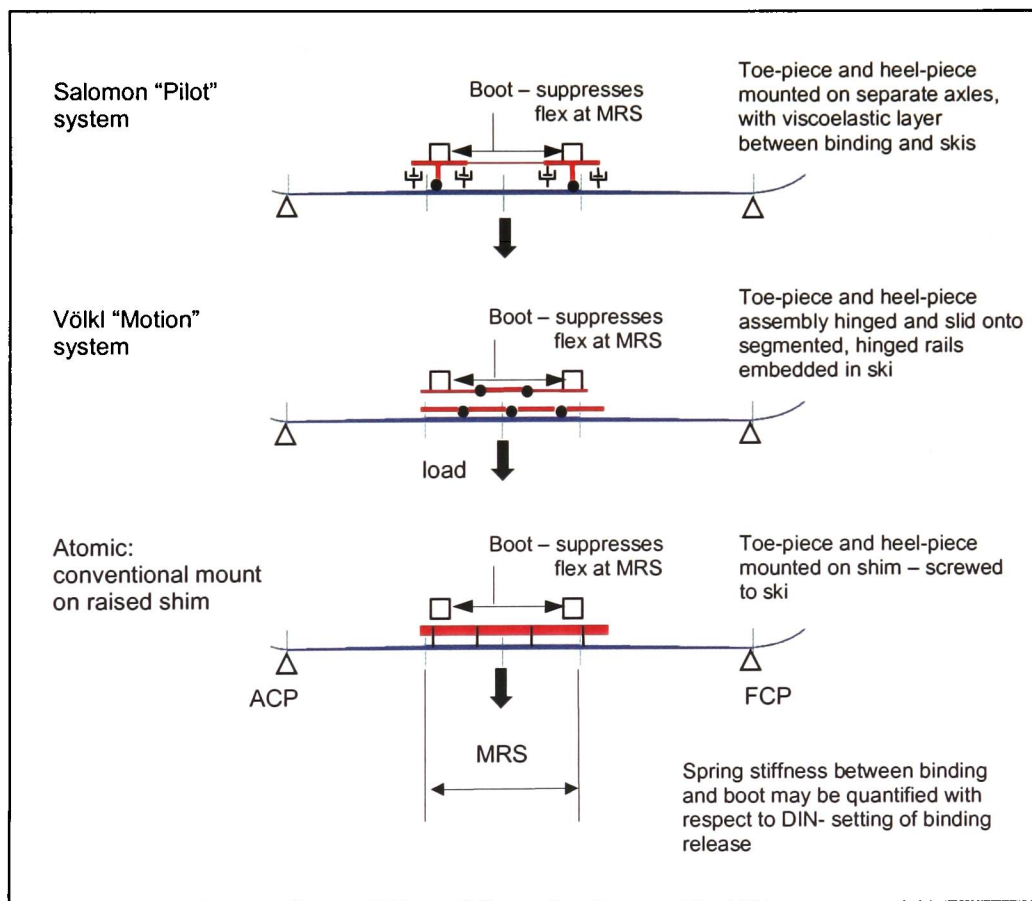 Salomon “Pilot”
system
Boot – suppresses
flex at MRS
Toe-piece and heel-piece
mounted on separate axles,
with viscoelastic layer
between binding and skis
Völkl “Motion”
system
Boot – suppresses
flex at MRS
Toe-piece and heel-piece
assembly hinged and slid onto
segmented, hinged rails
embedded in ski
load
Atomic:
conventional mount
on raised shim
Boot – suppresses
flex at MRS
Toe-piece and heel-piece
mounted on shim – screwed
to ski
ACP
FCP
MRS
Spring stiffness between binding
and boot may be quantified with
respect to DIN- setting of binding
release